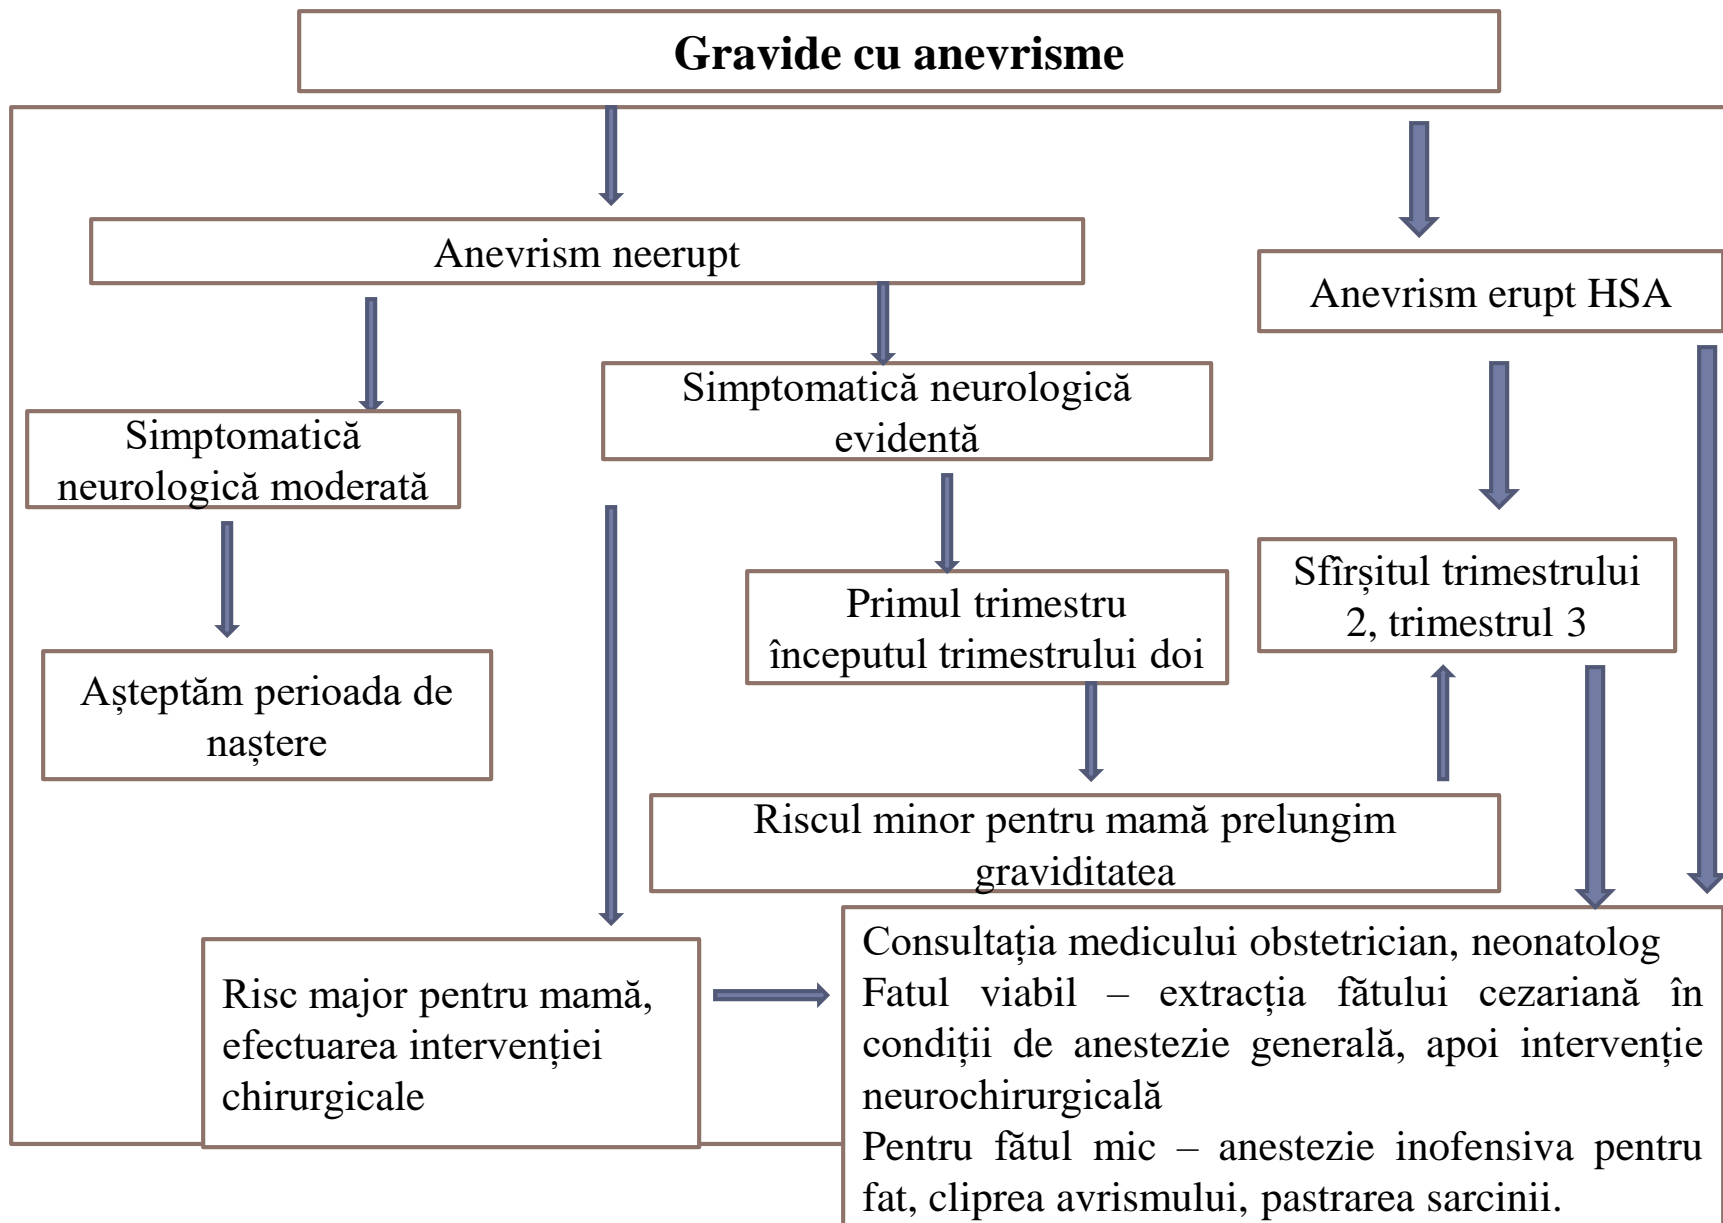 Gravide cu anevrisme
Anevrism neerupt
Anevrism erupt HSA
Simptomatică
neurologică moderată
Simptomatică neurologică
evidentă
Sfîrșitul trimestrului
2, trimestrul 3
Primul trimestru
începutul trimestrului doi
Așteptăm perioada de
naștere
Riscul minor pentru mamă prelungim
graviditatea
Risc major pentru mamă,
efectuarea intervenției
chirurgicale
Consultația medicului obstetrician, neonatolog
Fatul viabil – extracția fătului cezariană în
condiții de anestezie generală, apoi intervenție
neurochirurgicală
Pentru fătul mic – anestezie inofensiva pentru
fat, cliprea avrismului, pastrarea sarcinii.